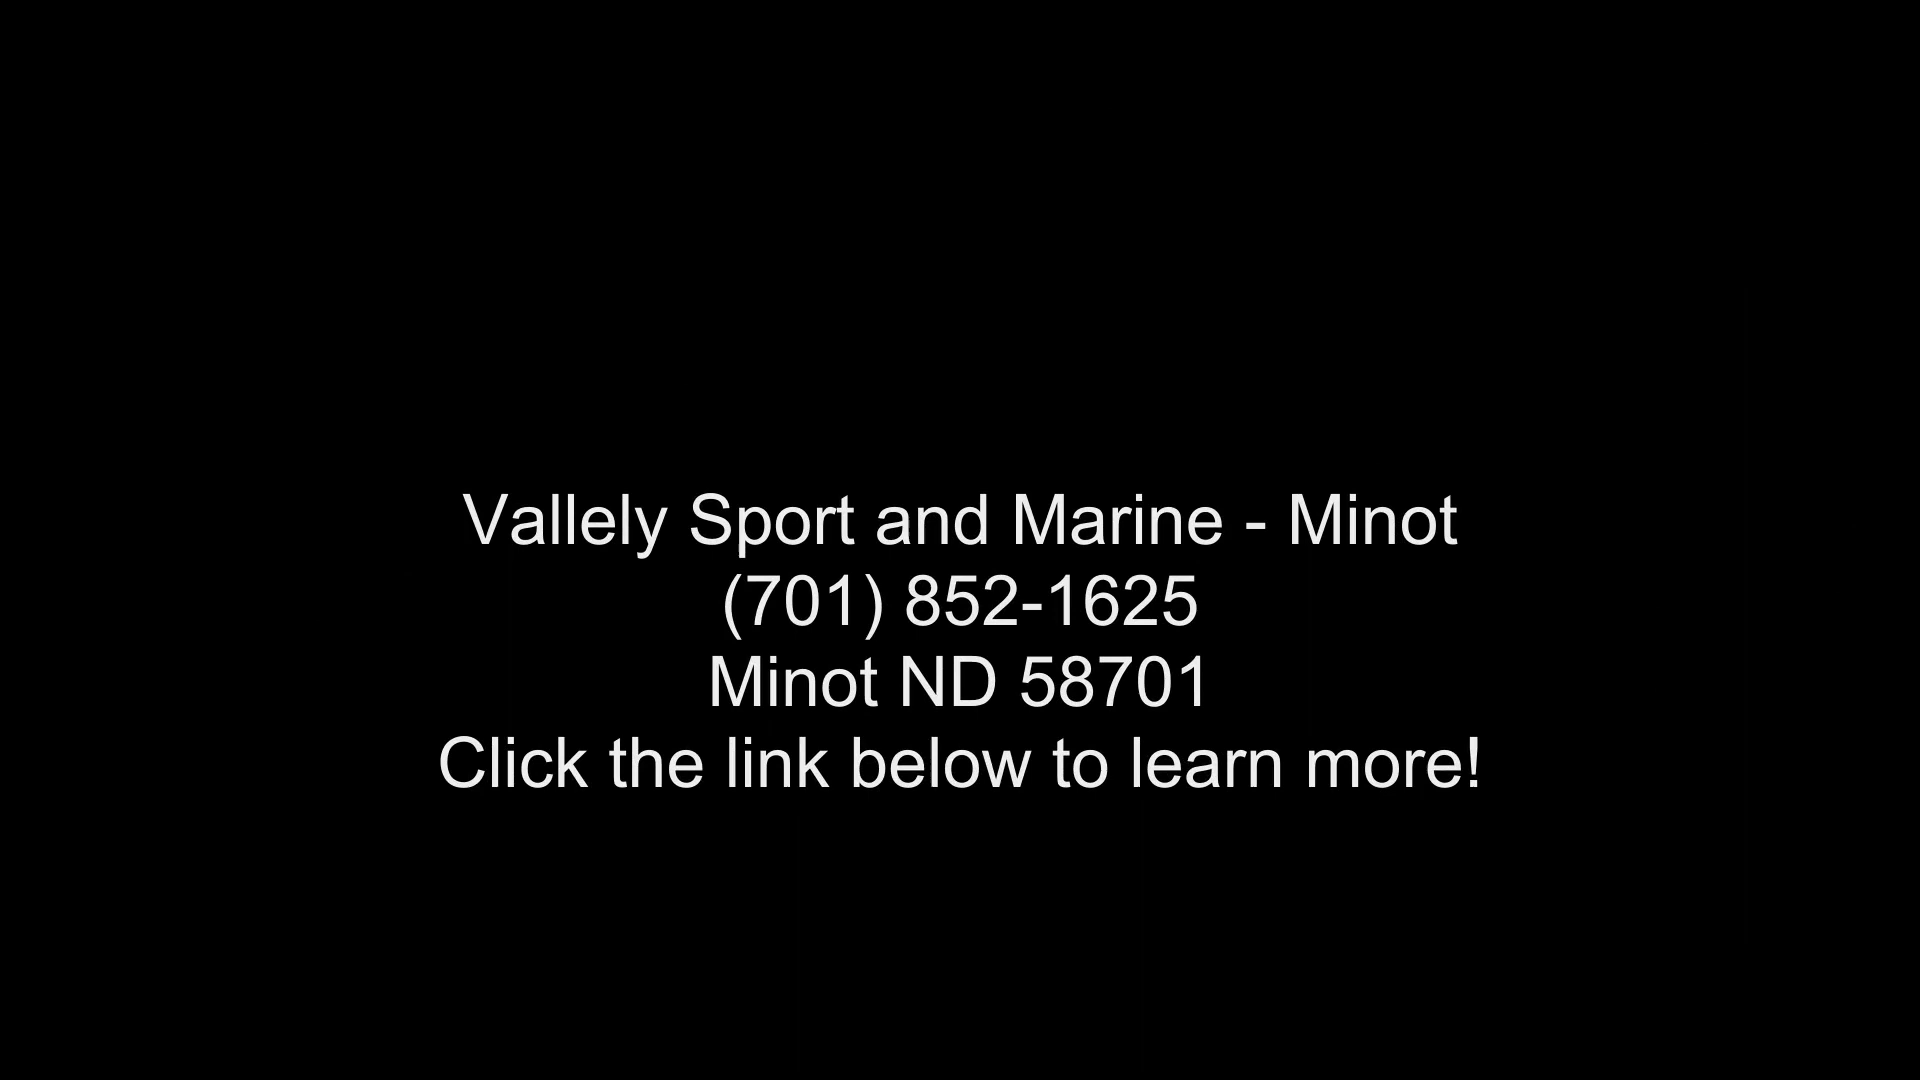 Vallely Sport and Marine - Minot
(701) 852-1625
Minot ND 58701
Click the link below to learn more!